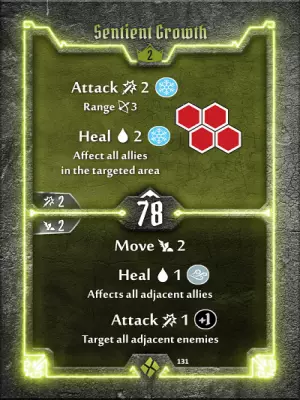 Sentient Growth
2
Attack 2
Range 3
Heal 2
Affect all allies
in the targeted area
2
78
2
Move 2
Heal 1
Affects all adjacent allies
Attack 1 +1
Target all adjacent enemies
131